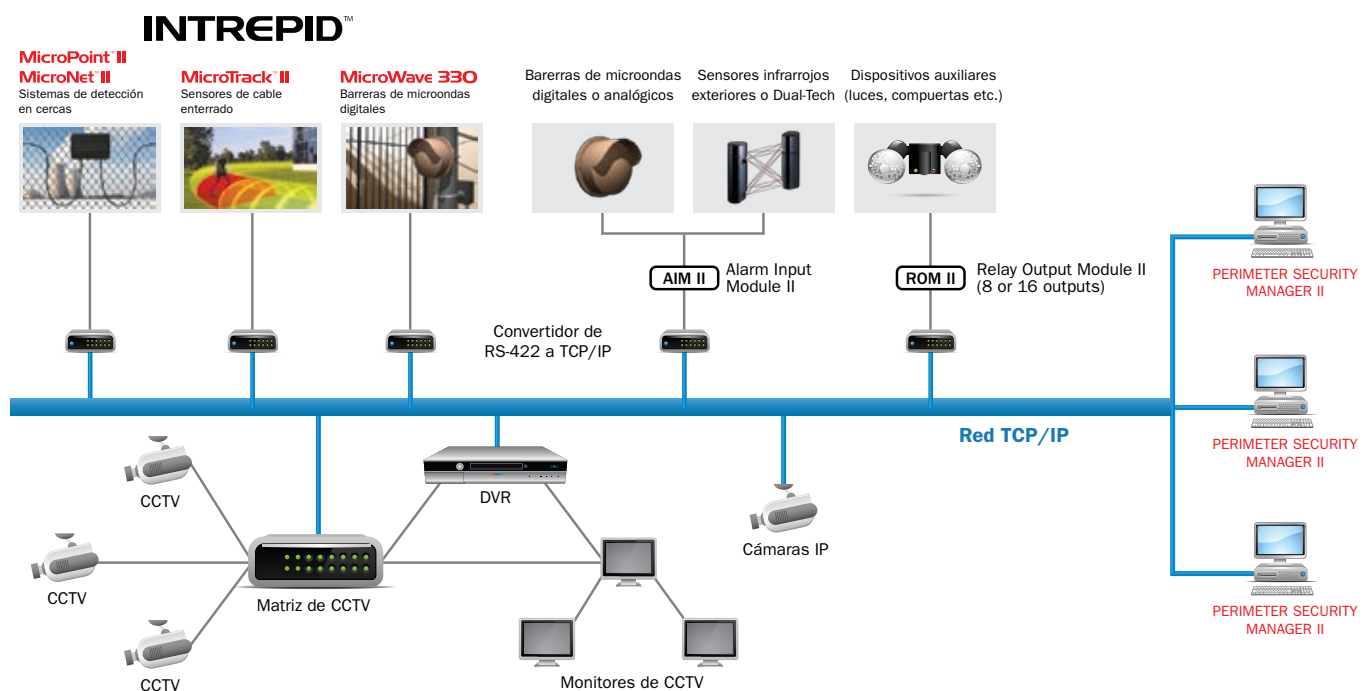 INTREPID™
MicroPoint™ II
MicroNet™ II
Sistemas de detección
en cercas
MicroTrack™ II
Sensores de cable
enterrado
MicroWave 330
Barreras de microondas
digitales
Barerras de microondas
digitales o analógicos
Sensores infrarrojos
exteriores o Dual-Tech
Dispositivos auxiliares
(luces, compuertas etc.)
AIM II
Alarm Input
Module II
ROM II
Relay Output Module II
(8 or 16 outputs)
Convertidor de
RS-422 a TCP/IP
PERIMETER SECURITY
MANAGER II
Red TCP/IP
PERIMETER SECURITY
MANAGER II
CCTV
DVR
Cámaras IP
CCTV
Matriz de CCTV
PERIMETER SECURITY
MANAGER II
CCTV
Monitores de CCTV